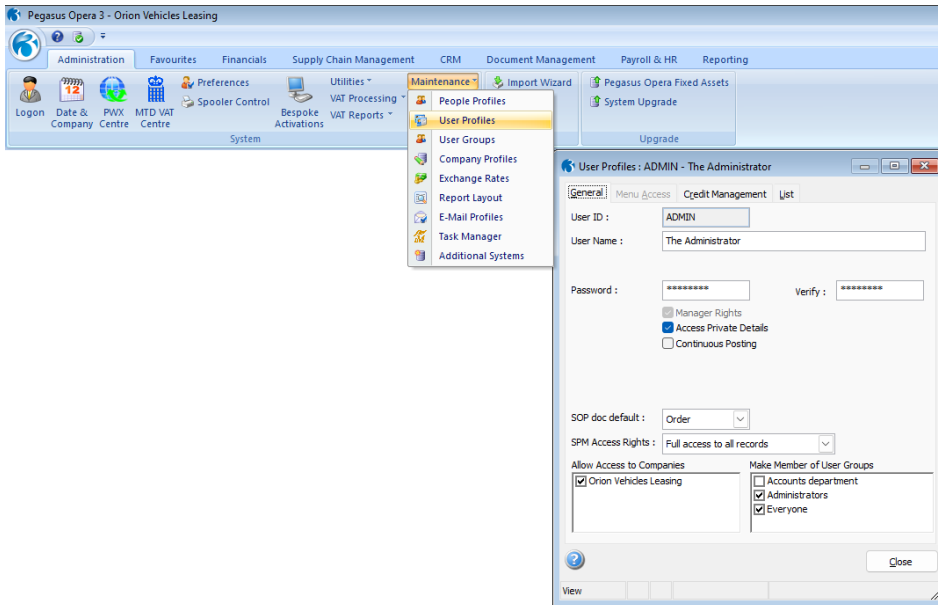 Pegasus Opera 3 - Orion Vehicles Leasing
Administration Favourites Financials Supply Chain Management CRM Document Management Payroll & HR Reporting
Logon
Date & Company
PWX Centre
MTD VAT Centre
Preferences
Spooler Control
System
Bespoke Activations
Utilities
VAT Processing
VAT Reports
Maintenance
Import Wizard
Pegasus Opera Fixed Assets
System Upgrade
Upgrade
People Profiles
User Profiles
User Groups
Company Profiles
Exchange Rates
Report Layout
E-Mail Profiles
Task Manager
Additional Systems
User Profiles : ADMIN - The Administrator
General Menu Access Credit Management List
User ID : ADMIN
User Name : The Administrator
Password : ******** Verify : ********
Manager Rights
Access Private Details
Continuous Posting
SOP doc default : Order
SPM Access Rights : Full access to all records
Allow Access to Companies
Orion Vehicles Leasing
Make Member of User Groups
Accounts department
Administrators
Everyone
Close
View